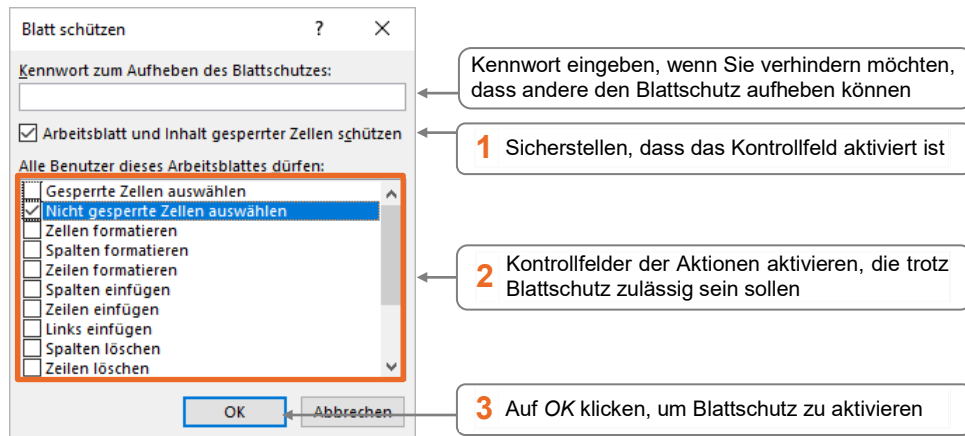 Blatt schützen ? ×
Kennwort zum Aufheben des Blattschutzes:
Arbeitsblatt und Inhalt gesperrter Zellen schützen
Alle Benutzer dieses Arbeitsblattes dürfen:
Gesperrte Zellen auswählen
Nicht gesperrte Zellen auswählen
Zellen formatieren
Spalten formatieren
Zeilen formatieren
Spalten einfügen
Zeilen einfügen
Links einfügen
Spalten löschen
Zeilen löschen
OK Abbrechen
Kennwort eingeben, wenn Sie verhindern möchten,
dass andere den Blattschutz aufheben können
1 Sicherstellen, dass das Kontrollfeld aktiviert ist
2 Kontrollfelder der Aktionen aktivieren, die trotz
Blattschutz zulässig sein sollen
3 Auf OK klicken, um Blattschutz zu aktivieren